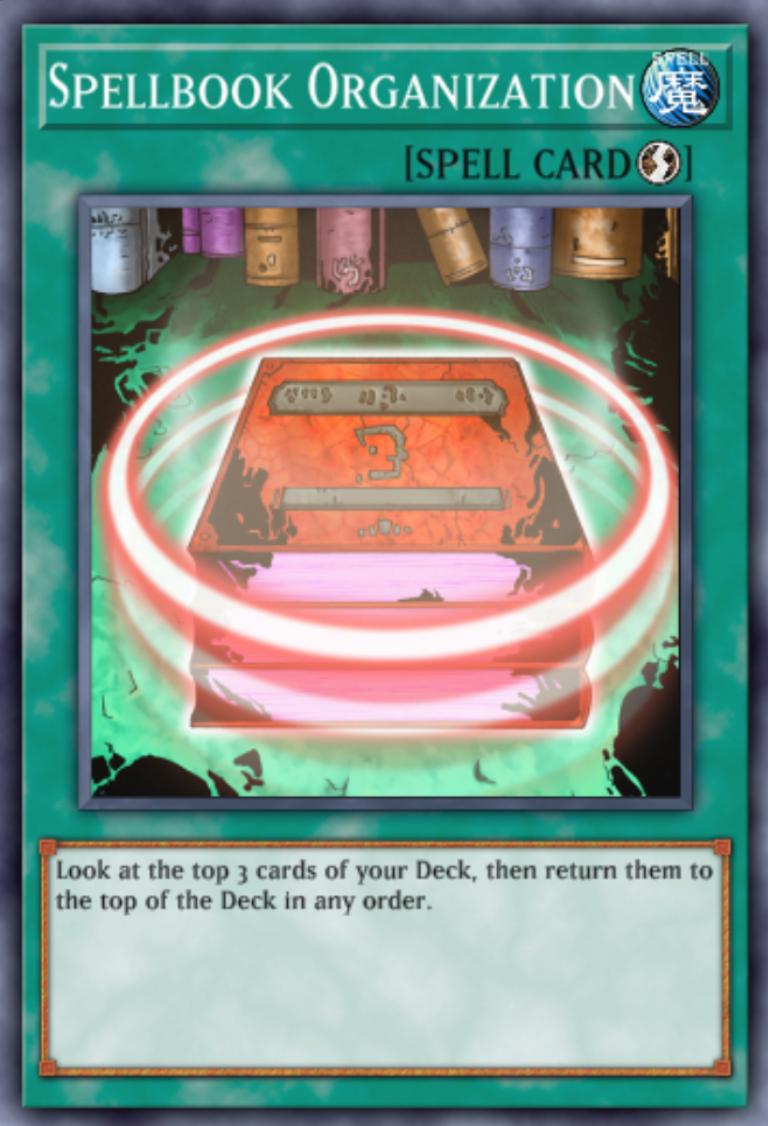 SPELLBOOK ORGANIZATION
SPELL
魔
[SPELL CARD]
3
Look at the top 3 cards of your Deck, then return them to
the top of the Deck in any order.